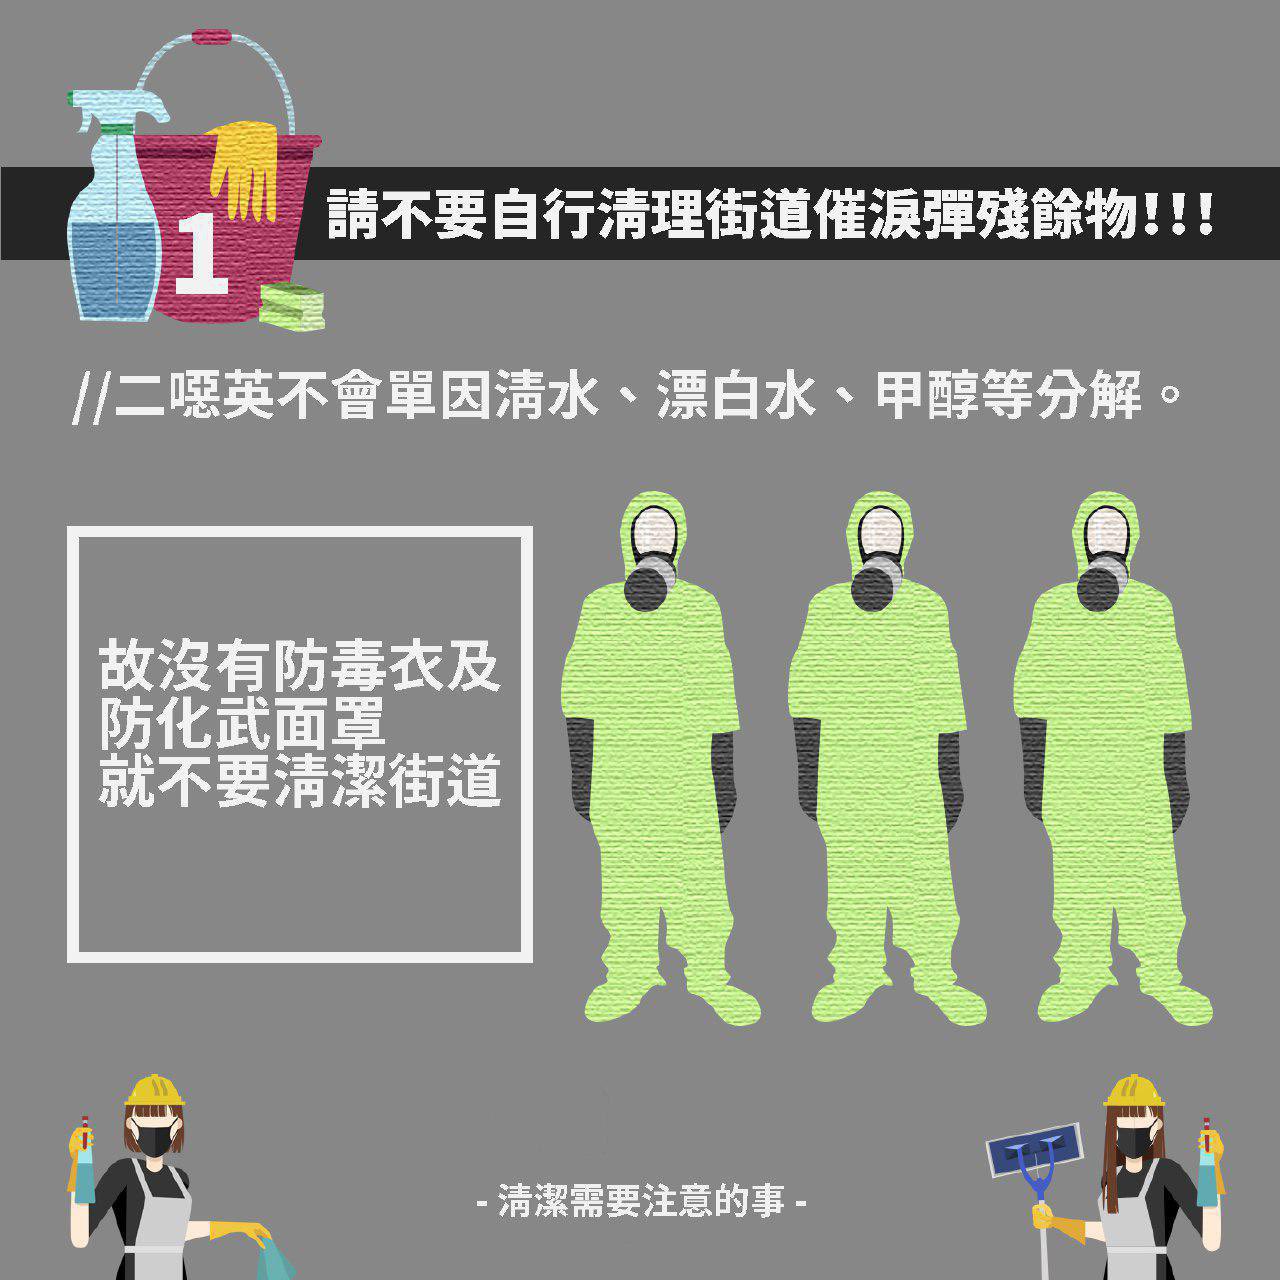 1
請不要自行清理街道催淚彈殘餘物!!!
//二噁英不會單因清水、漂白水、甲醇等分解。
故沒有防毒衣及
防化武面罩
就不要清潔街道
- 清潔需要注意的事 -